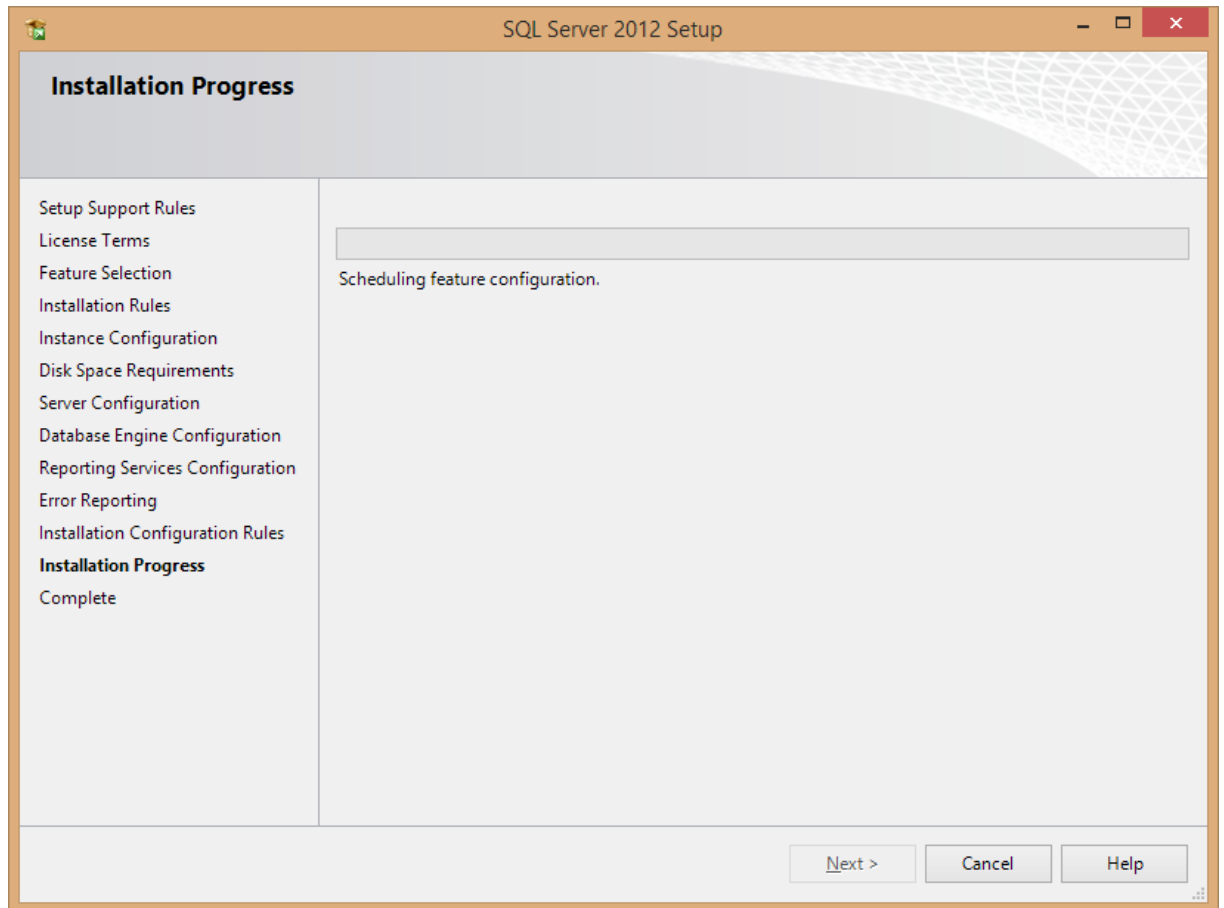 SQL Server 2012 Setup
Installation Progress
Setup Support Rules
License Terms
Feature Selection
Installation Rules
Instance Configuration
Disk Space Requirements
Server Configuration
Database Engine Configuration
Reporting Services Configuration
Error Reporting
Installation Configuration Rules
Installation Progress
Complete
Scheduling feature configuration.
Next > Cancel Help